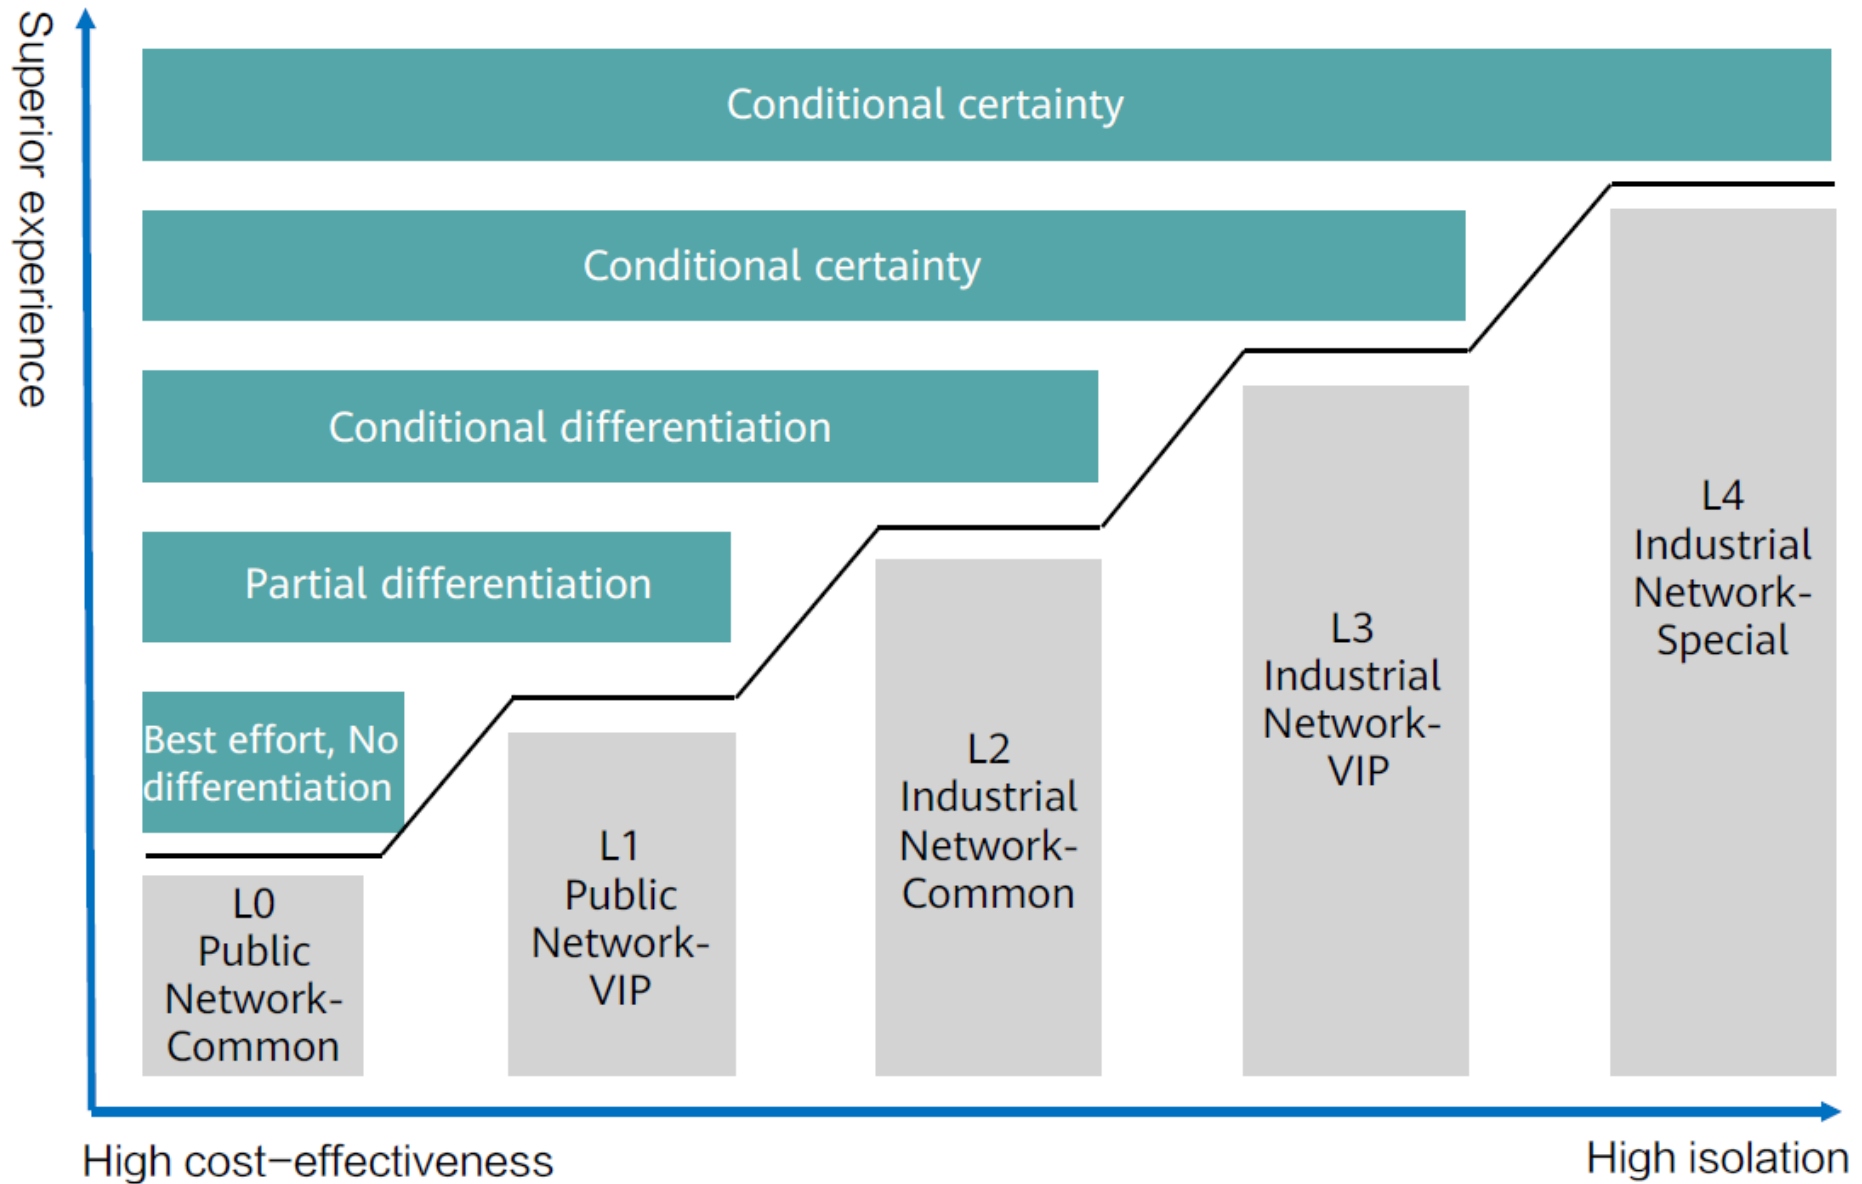 Superior experience
Conditional certainty
Conditional certainty
Conditional differentiation
Partial differentiation
Best effort, No
differentiation
L0
Public
Network-
Common
L1
Public
Network-
VIP
L2
Industrial
Network-
Common
L3
Industrial
Network-
VIP
L4
Industrial
Network-
Special
High cost-effectiveness
High isolation